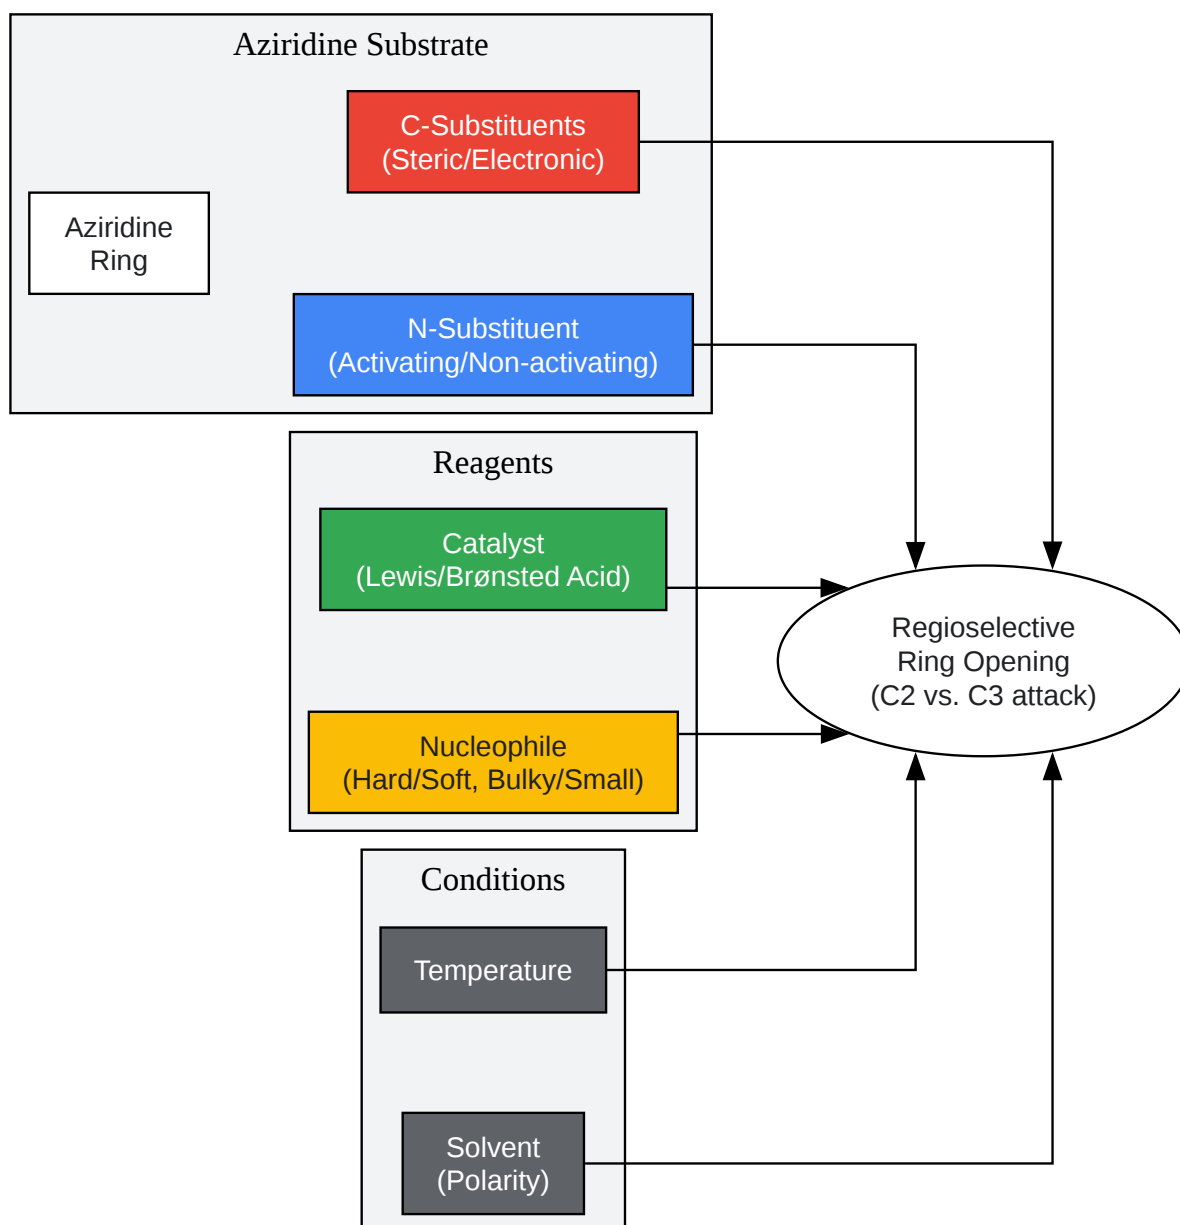 Aziridine Substrate
C-Substituents
(Steric/Electronic)
Aziridine
Ring
N-Substituent
(Activating/Non-activating)
Reagents
Catalyst
(Lewis/Brønsted Acid)
Nucleophile
(Hard/Soft, Bulky/Small)
Regioselective
Ring Opening
(C2 vs. C3 attack)
Conditions
Temperature
Solvent
(Polarity)